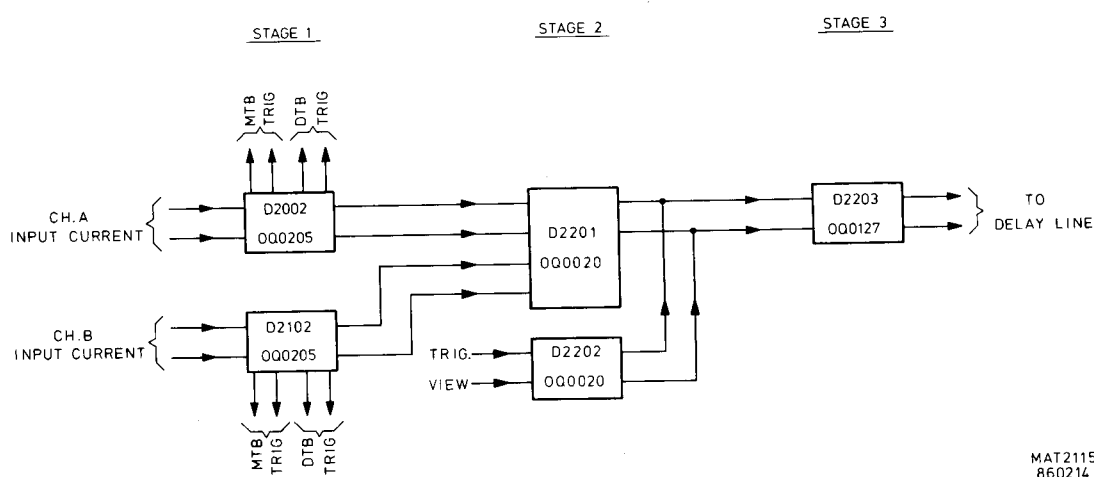 STAGE 1
STAGE 2
STAGE 3
MTB
TRIG
DTB
TRIG
CH.A
INPUT CURRENT
D2002
OQ0205
D2201
OQ0020
D2203
OQ0127
TO
DELAY LINE
CH.B
INPUT CURRENT
D2102
OQ0205
TRIG.
VIEW
D2202
OQ0020
MTB
TRIG
DTB
TRIG
MAT2115
860214